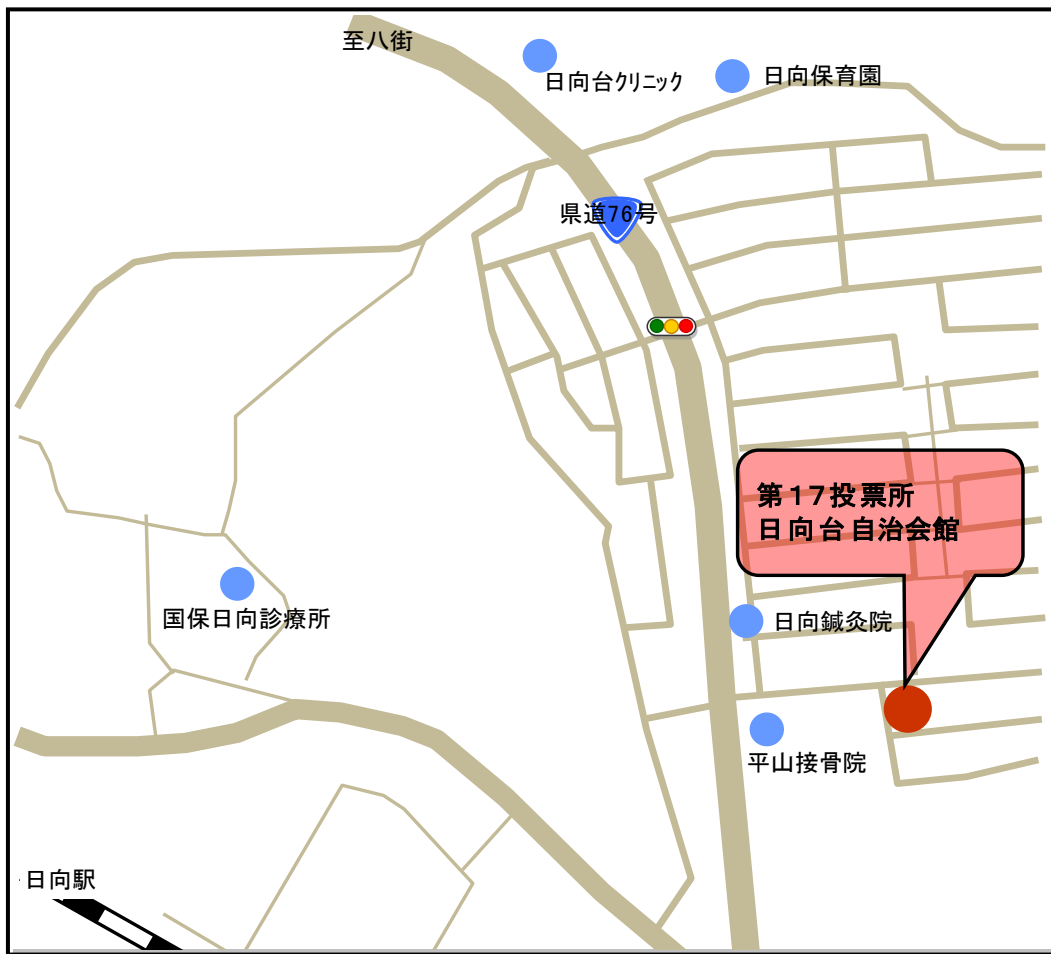 至八街
日向台クリニック
日向保育園
県道76号
第17投票所
日向台自治会館
国保日向診療所
日向鍼灸院
平山接骨院
日向駅